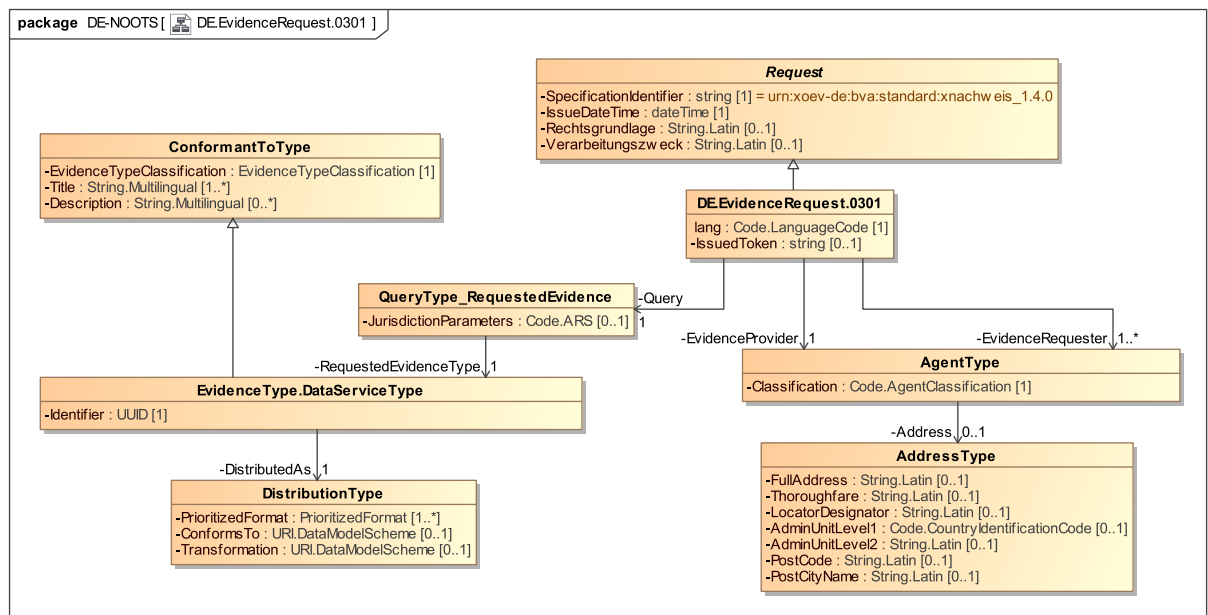 package DE-NOOTS [ DE.EvidenceRequest.0301 ]
Request
-SpecificationIdentifier : string [1] = urn:xoev-de:bva:standard:xnachweis_1.4.0
-IssueDateTime : dateTime [1]
-Rechtsgrundlage : String.Latin [0..1]
-Verarbeitungszweck : String.Latin [0..1]
ConformantToType
-EvidenceTypeClassification : EvidenceTypeClassification [1]
-Title : String.Multilingual [1..*]
-Description : String.Multilingual [0..*]
DE.EvidenceRequest.0301
lang : Code.LanguageCode [1]
-IssuedToken : string [0..1]
QueryType_RequestedEvidence
-JurisdictionParameters : Code.ARS [0..1]
-Query
1
-EvidenceProvider 1
-EvidenceRequester 1..*
-RequestedEvidenceType 1
AgentType
-Classification : Code.AgentClassification [1]
EvidenceType.DataServiceType
-Identifier : UUID [1]
-Address 0..1
-DistributedAs 1
AddressType
-FullAddress : String.Latin [0..1]
-Thoroughfare : String.Latin [0..1]
-LocatorDesignator : String.Latin [0..1]
-AdminUnitLevel1 : Code.CountryIdentificationCode [0..1]
-AdminUnitLevel2 : String.Latin [0..1]
-PostCode : String.Latin [0..1]
-PostCityName : String.Latin [0..1]
DistributionType
-PrioritizedFormat : PrioritizedFormat [1..*]
-ConformsTo : URI.DataModelScheme [0..1]
-Transformation : URI.DataModelScheme [0..1]